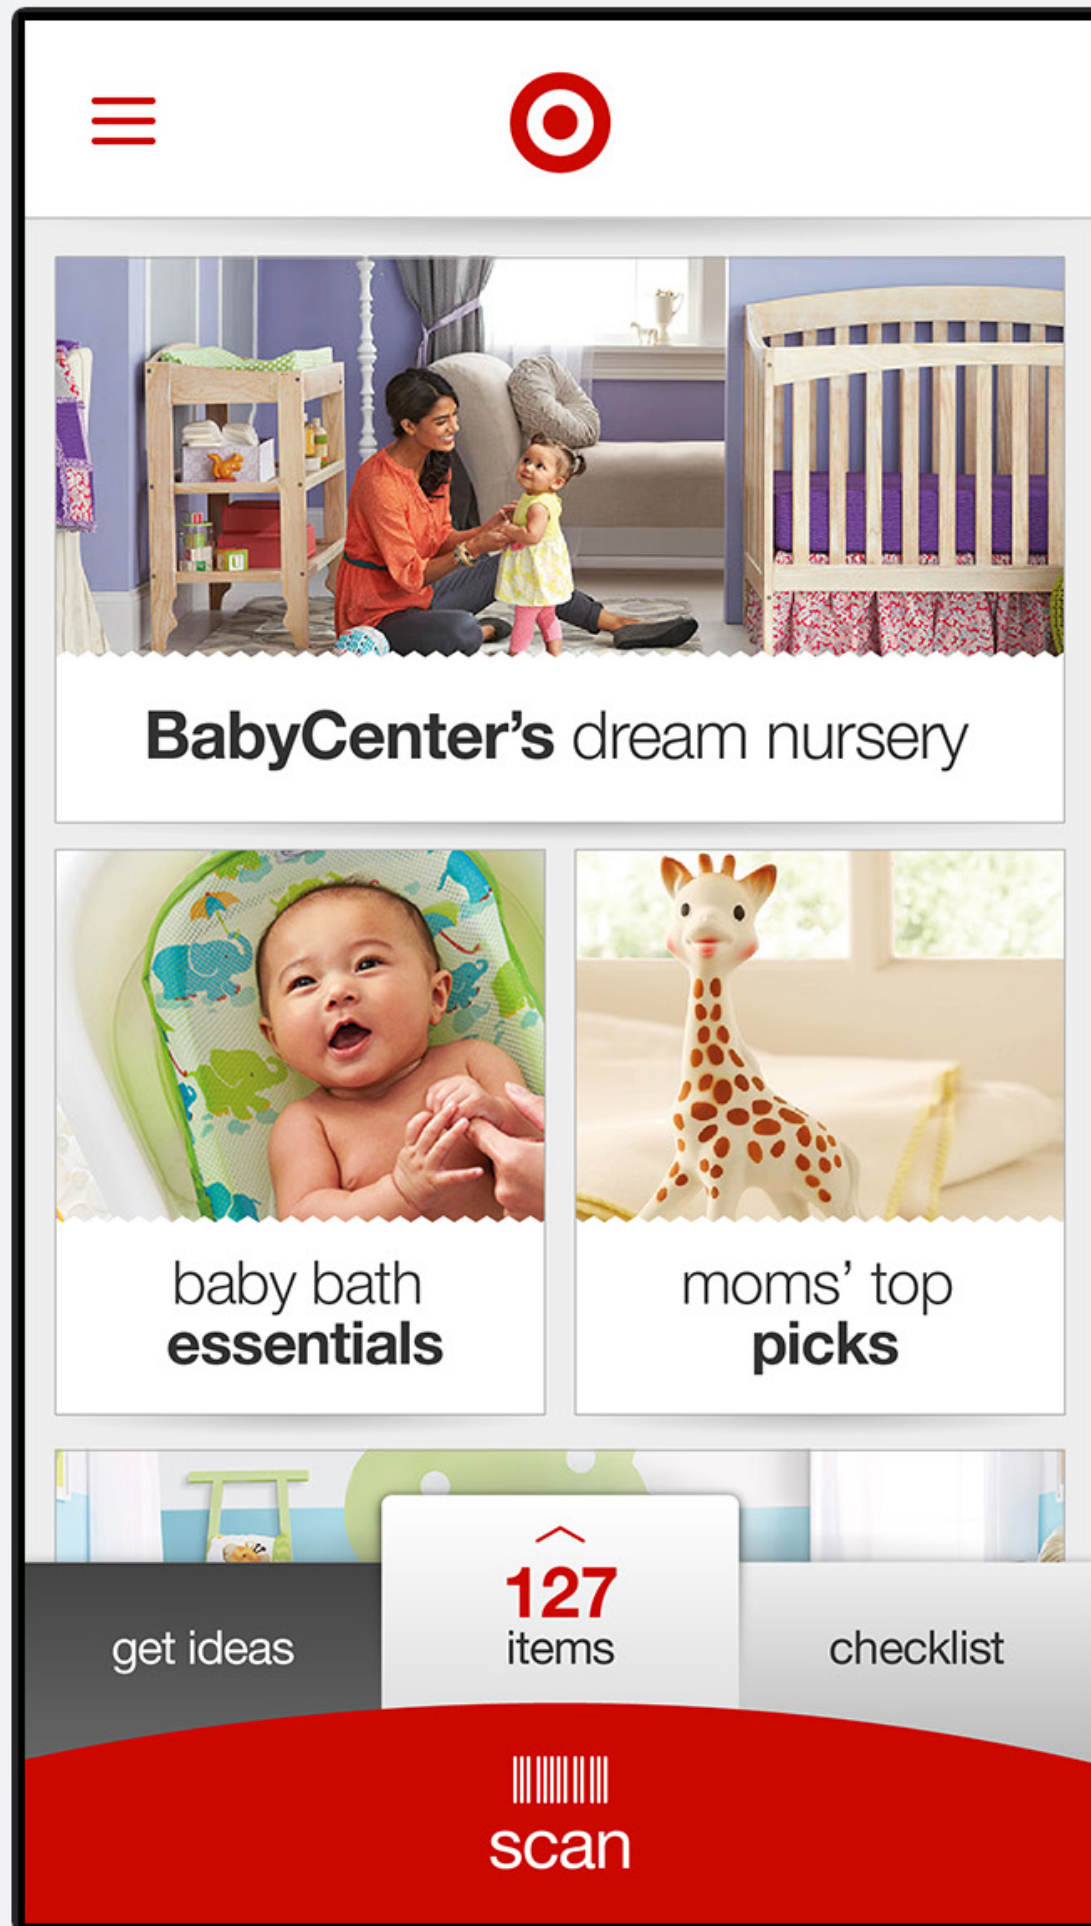 BabyCenter’s dream nursery
baby bath
essentials
moms’ top
picks
127
items
get ideas
checklist
scan